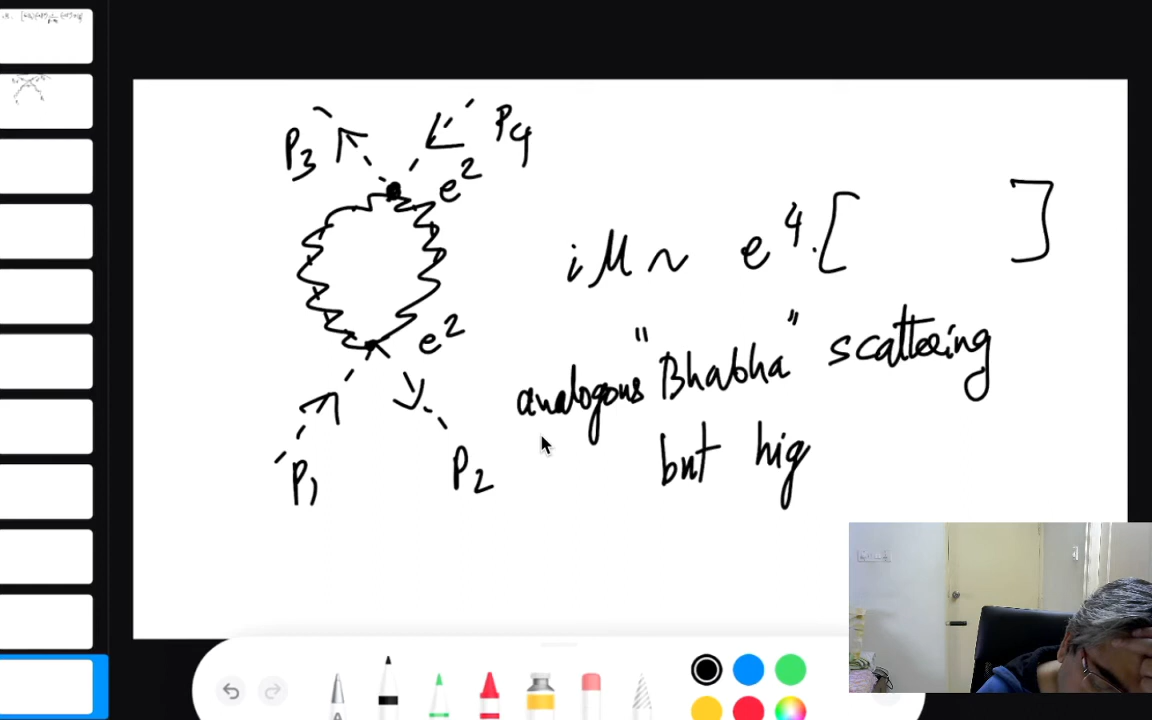 P3
P4
e2
iM ~ e4. [ ]
e2
analogous "Bhabha" scattering
but hig
P1
P2